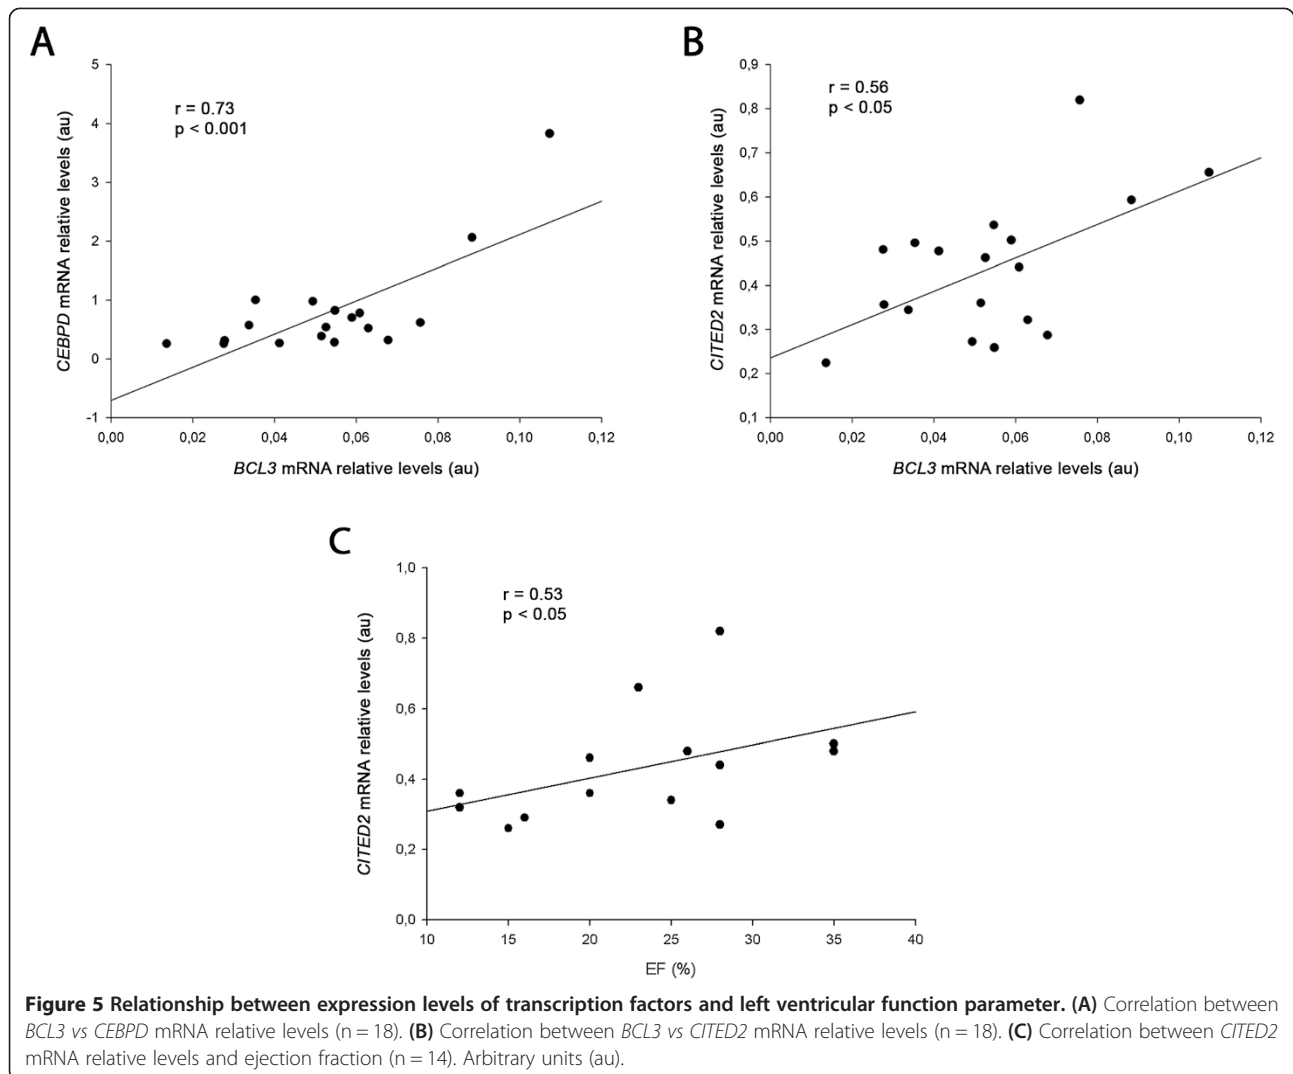 A
r = 0.73
p < 0.001
CEBPD mRNA relative levels (au)
5
4
3
2
1
0
-1
0,00 0,02 0,04 0,06 0,08 0,10 0,12
BCL3 mRNA relative levels (au)
B
r = 0.56
p < 0.05
CITED2 mRNA relative levels (au)
0,9
0,8
0,7
0,6
0,5
0,4
0,3
0,2
0,1
0,00 0,02 0,04 0,06 0,08 0,10 0,12
BCL3 mRNA relative levels (au)
C
r = 0.53
p < 0.05
CITED2 mRNA relative levels (au)
1,0
0,8
0,6
0,4
0,2
0,0
10 15 20 25 30 35 40
EF (%)
Figure 5 Relationship between expression levels of transcription factors and left ventricular function parameter. (A) Correlation between
BCL3 vs CEBPD mRNA relative levels (n = 18). (B) Correlation between BCL3 vs CITED2 mRNA relative levels (n = 18). (C) Correlation between CITED2
mRNA relative levels and ejection fraction (n = 14). Arbitrary units (au).